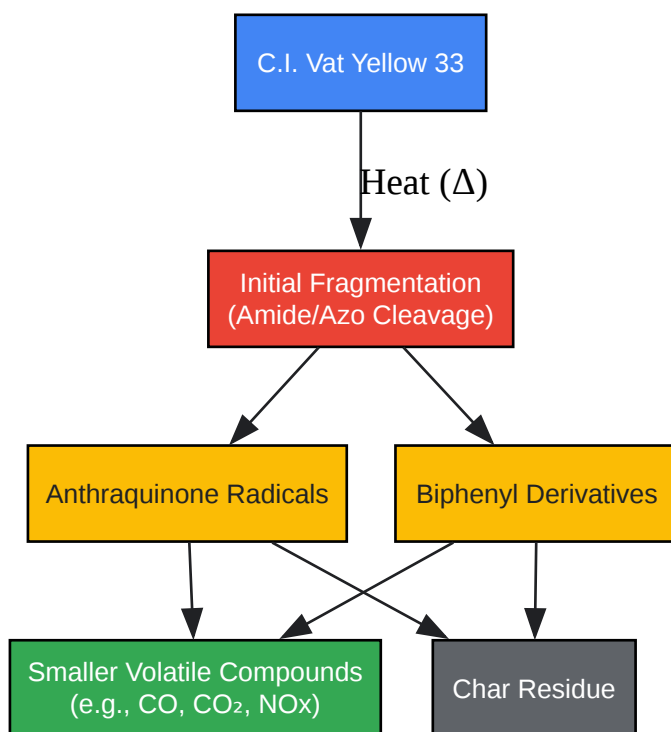 C.I. Vat Yellow 33
Heat (Δ)
Initial Fragmentation
(Amide/Azo Cleavage)
Anthraquinone Radicals
Biphenyl Derivatives
Smaller Volatile Compounds
(e.g., CO, CO₂, NOx)
Char Residue